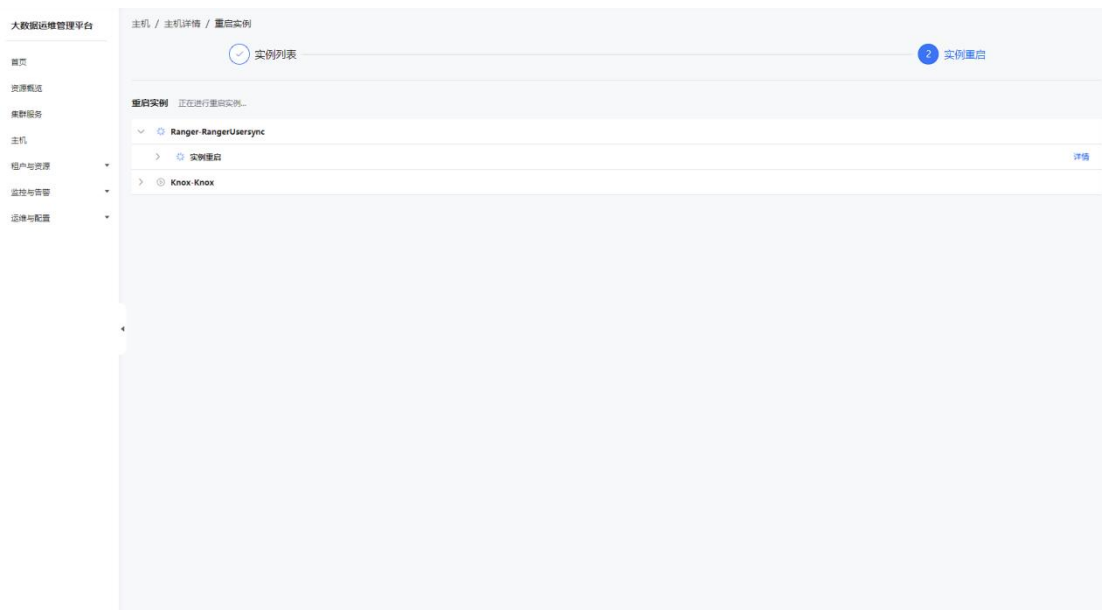 大数据运维管理平台
首页
资源概览
集群服务
主机
租户与资源
监控与告警
运维与配置
主机 / 主机详情 / 重启实例
实例列表
2 实例重启
重启实例 正在进行重启实例...
Ranger-RangerUsersync
实例重启 详情
Knox-Knox